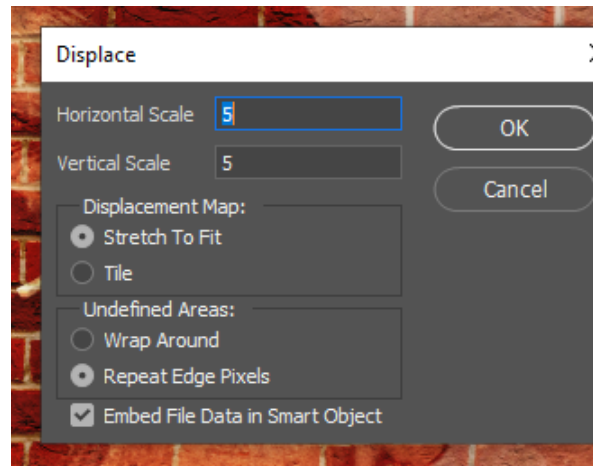 Displace
Horizontal Scale 5
OK
Vertical Scale 5
Cancel
Displacement Map:
Stretch To Fit
Tile
Undefined Areas:
Wrap Around
Repeat Edge Pixels
Embed File Data in Smart Object